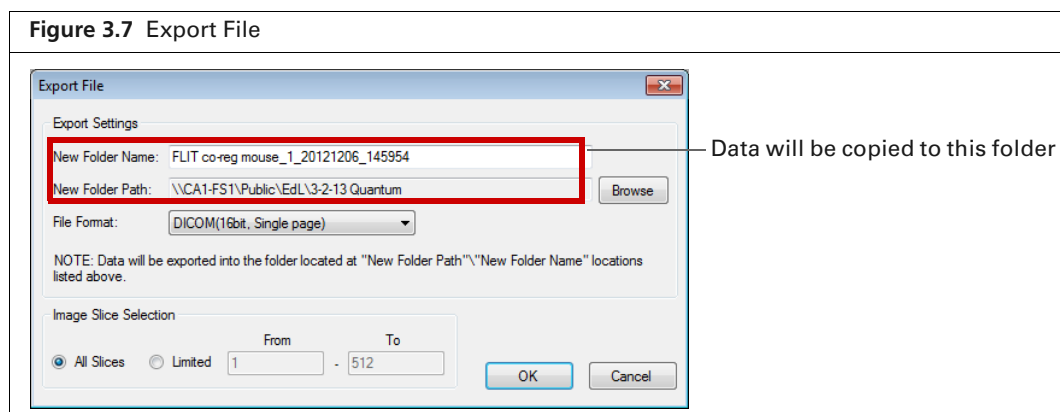 Figure 3.7 Export File
Export File
Export Settings
New Folder Name: FLIT co-reg mouse_1_20121206_145954
Data will be copied to this folder
New Folder Path: \\CA1-FS1\Public\EdL\3-2-13 Quantum Browse
File Format: DICOM(16bit, Single page)
NOTE: Data will be exported into the folder located at "New Folder Path"\"New Folder Name" locations
listed above.
Image Slice Selection
From To
All Slices Limited 1 - 512
OK Cancel